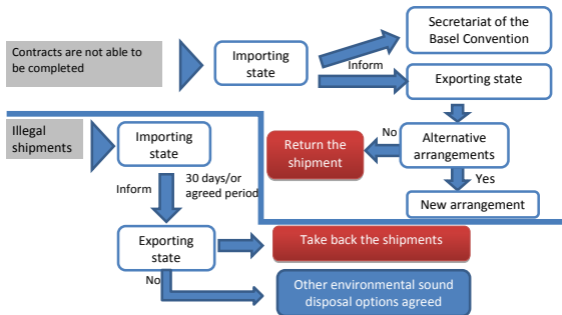 Contracts are not able to
be completed
Importing
state
Inform
Secretariat of the
Basel Convention
Exporting state
Alternative
arrangements
No
Return the
shipment
Yes
New arrangement
Illegal
shipments
Importing
state
Inform
30 days/or
agreed period
Exporting
state
Take back the shipments
No
Other environmental sound
disposal options agreed